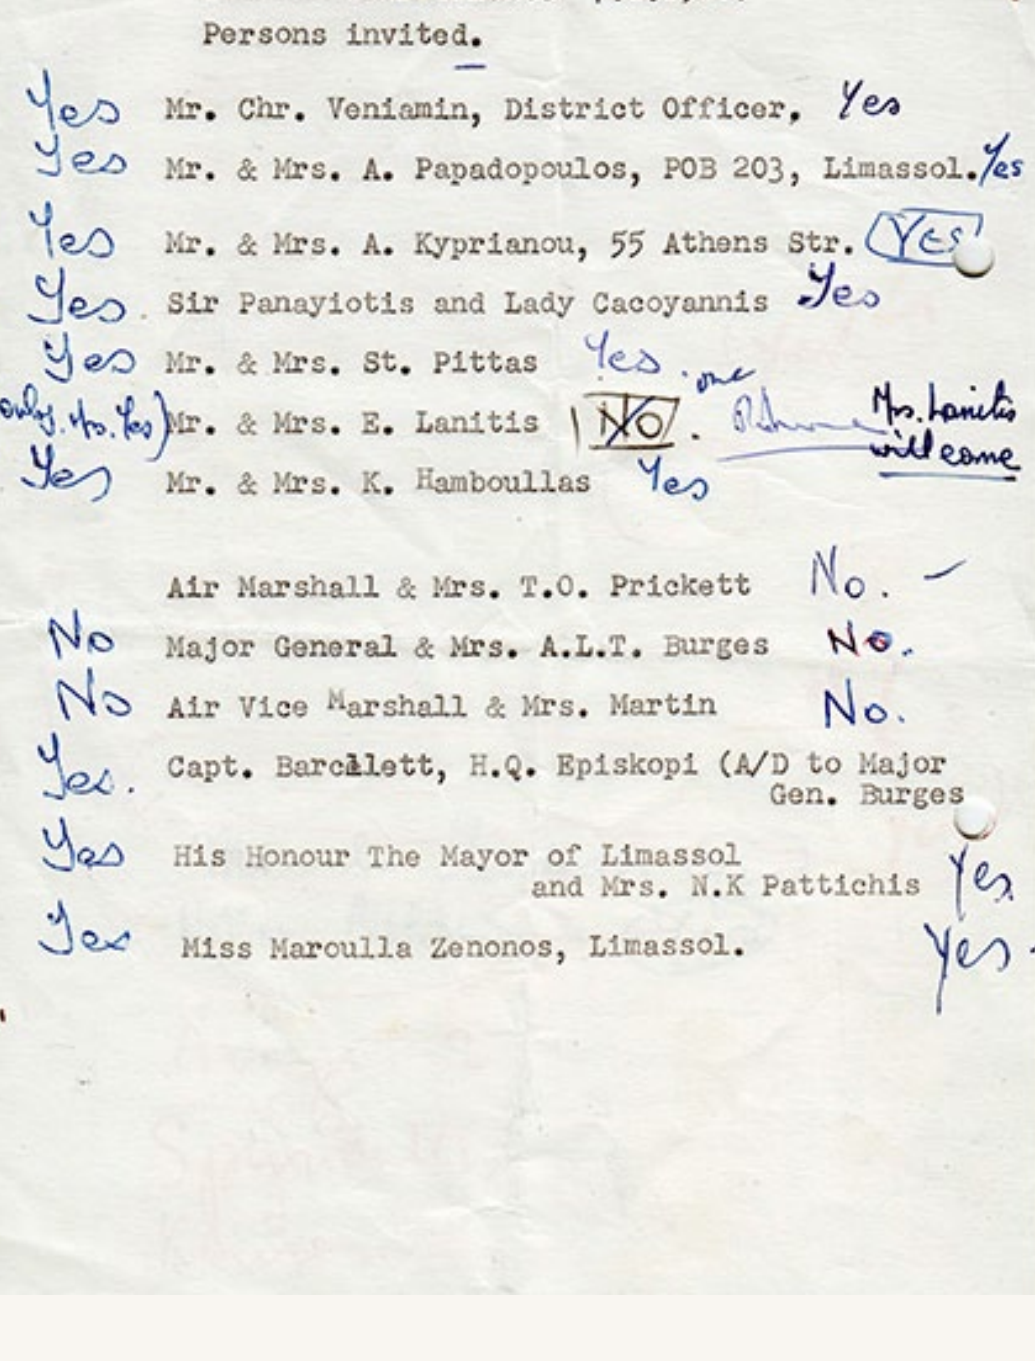 Persons invited.
Yes Mr. Chr. Veniamin, District Officer, Yes
Yes Mr. & Mrs. A. Papadopoulos, POB 203, Limassol. Yes
Yes Mr. & Mrs. A. Kyprianou, 55 Athens Str. YES
Yes Sir Panayiotis and Lady Cacoyannis Yes
Yes Mr. & Mrs. St. Pittas Yes.
one
only Mrs. Yes) Mr. & Mrs. E. Lanitis NO. Mrs. Lanitis
will come
Yes Mr. & Mrs. K. Hamboullas Yes
Air Marshall & Mrs. T.O. Prickett No. -
No Major General & Mrs. A.L.T. Burges No.
No Air Vice Marshall & Mrs. Martin No.
Yes. Capt. Barcllett, H.Q. Episkopi (A/D to Major
Gen. Burges
Yes His Honour The Mayor of Limassol
and Mrs. N.K Pattichis Yes.
Yes Miss Maroulla Zenonos, Limassol. Yes.